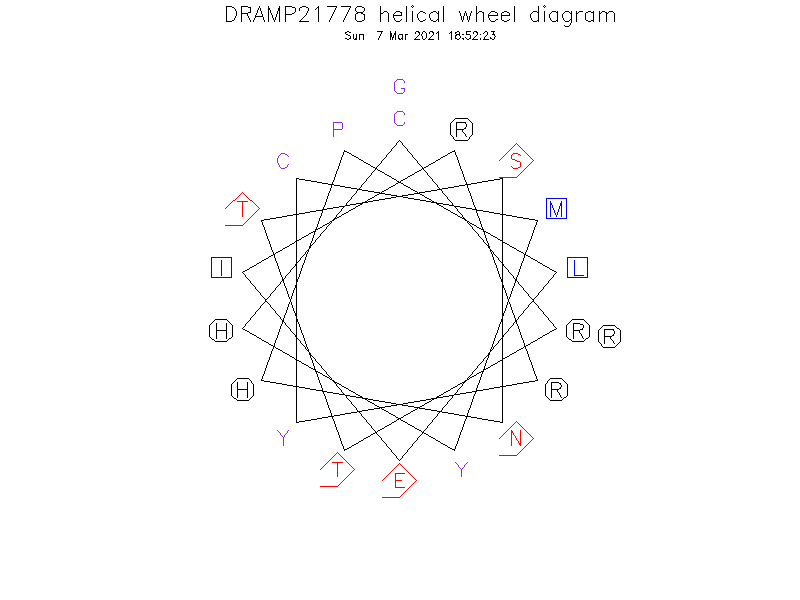 DRAMP21778 helical wheel diagram
Sun 7 Mar 2021 18:52:23
G
P C R
C S
T M
I L
H R R
H R
Y N
T E Y